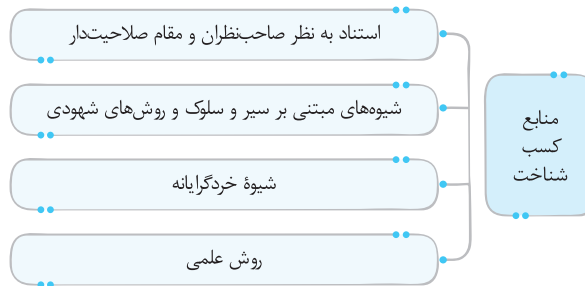 منابع
کسب
شناخت
استناد به نظر صاحب‌نظران و مقام صلاحیت‌دار
شیوه‌های مبتنی بر سیر و سلوک و روش‌های شهودی
شیوهٔ خردگرایانه
روش علمی